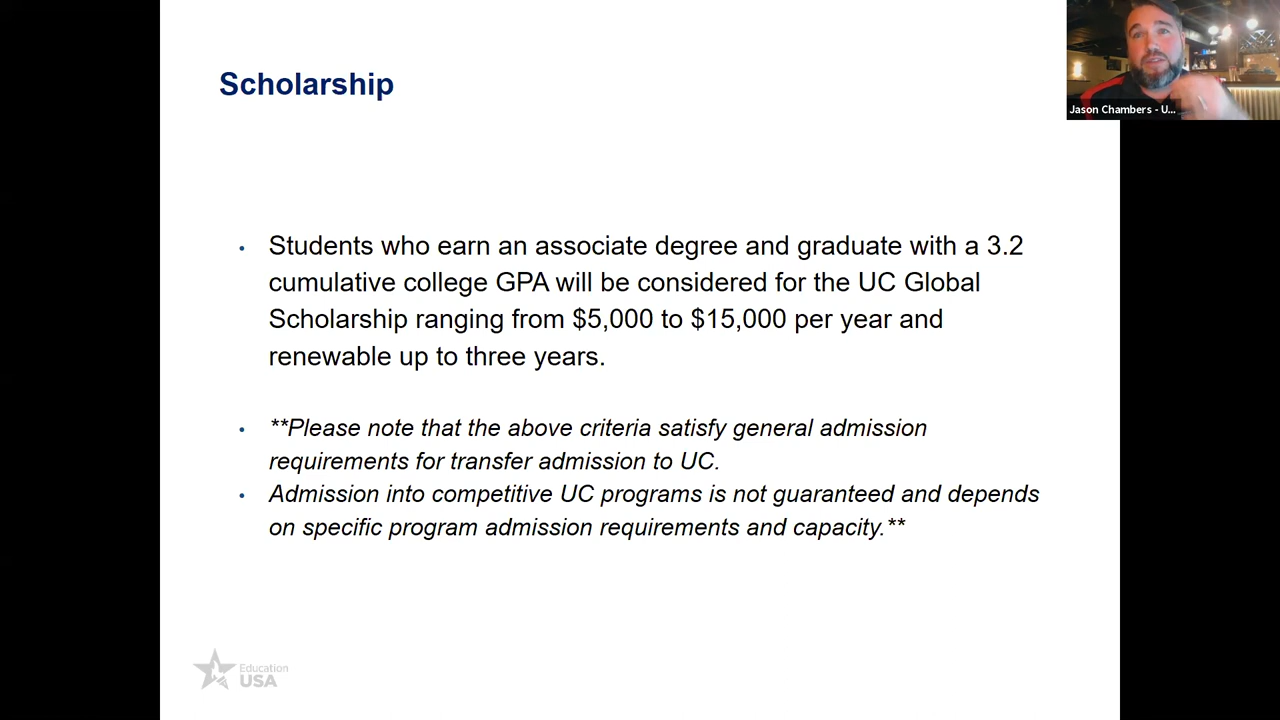 Scholarship
Jason Chambers - U...
• Students who earn an associate degree and graduate with a 3.2
cumulative college GPA will be considered for the UC Global
Scholarship ranging from $5,000 to $15,000 per year and
renewable up to three years.
• **Please note that the above criteria satisfy general admission
requirements for transfer admission to UC.
• Admission into competitive UC programs is not guaranteed and depends
on specific program admission requirements and capacity.**
Education
USA